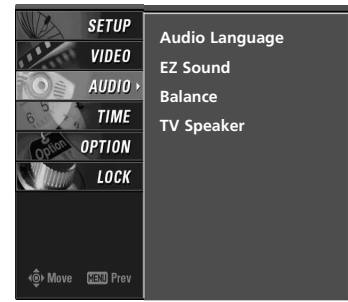 SETUP
VIDEO
AUDIO
TIME
OPTION
LOCK
Move MENU Prev
Audio Language
EZ Sound
Balance
TV Speaker